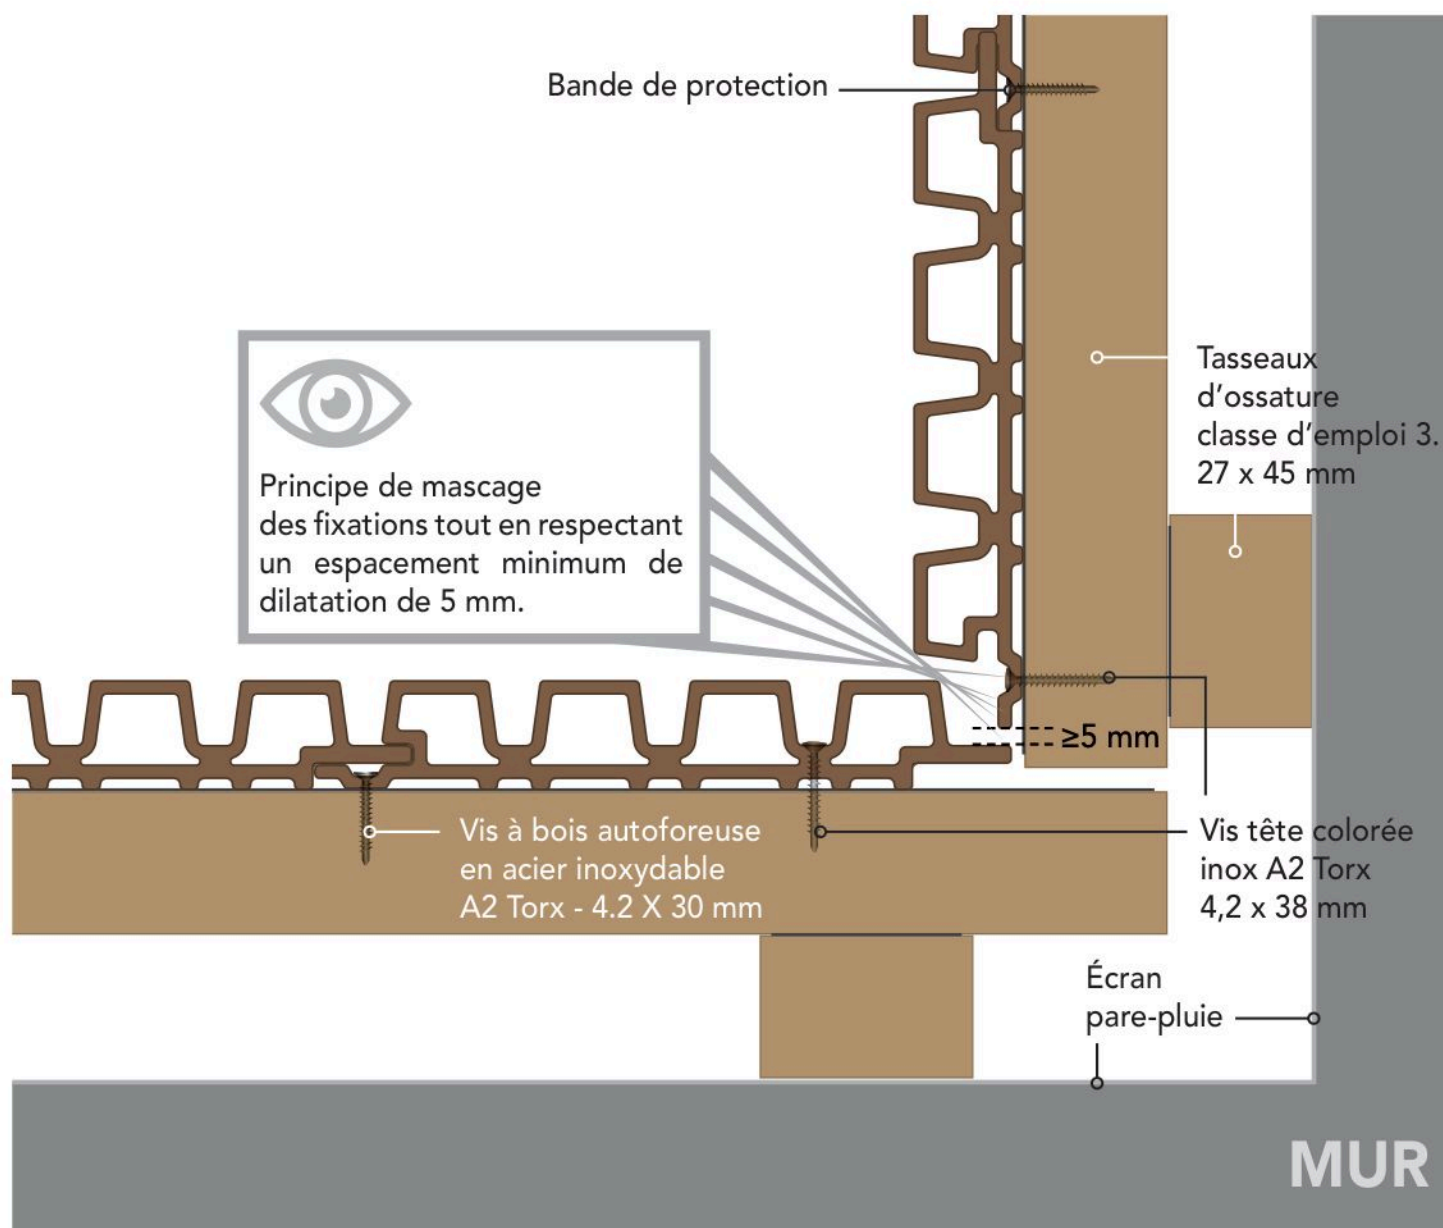 Bande de protection
Tasseaux
d'ossature
classe d'emploi 3.
27 x 45 mm
Principe de mascage
des fixations tout en respectant
un espacement minimum de
dilatation de 5 mm.
≥5 mm
Vis à bois autoforeuse
en acier inoxydable
A2 Torx - 4.2 X 30 mm
Vis tête colorée
inox A2 Torx
4,2 x 38 mm
Écran
pare-pluie
MUR